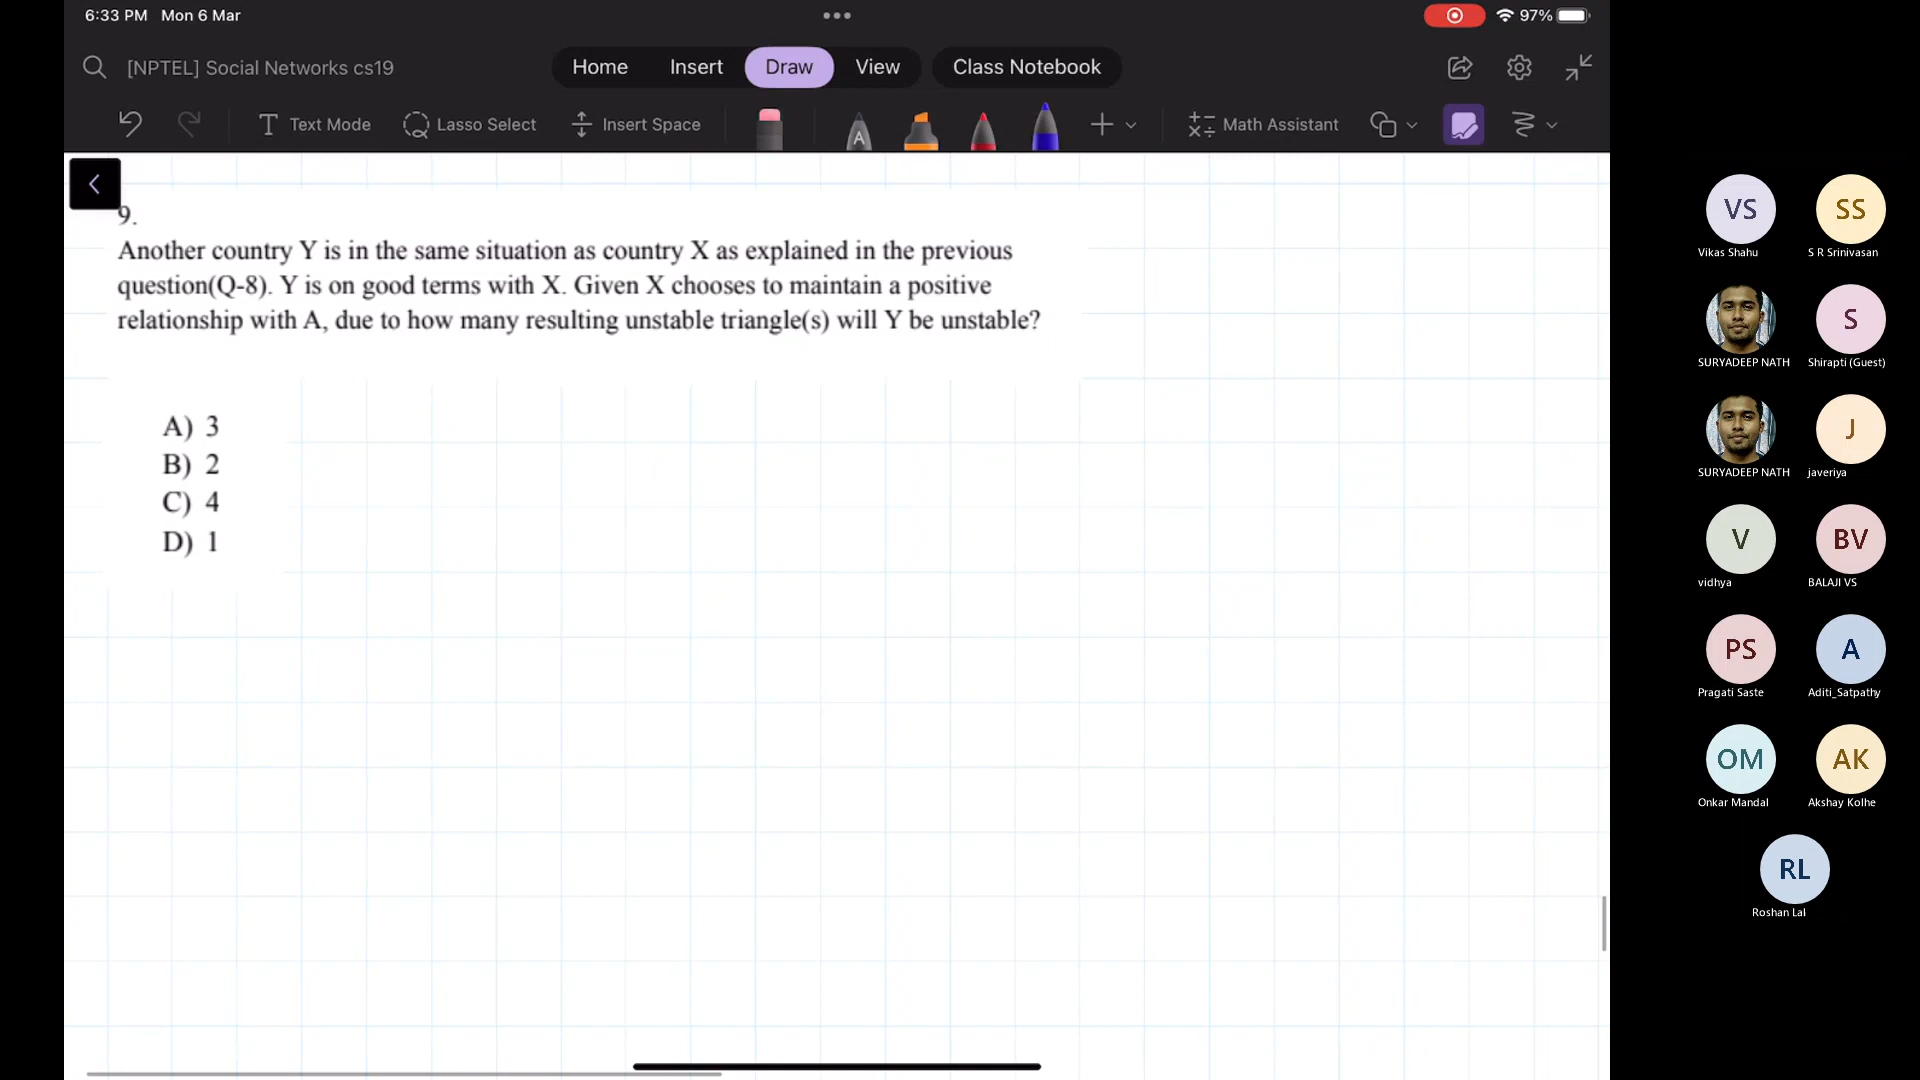 6:33 PM Mon 6 Mar
97%
[NPTEL] Social Networks cs19
Home Insert Draw View Class Notebook
Text Mode Lasso Select Insert Space A Math Assistant
9.
Another country Y is in the same situation as country X as explained in the previous
question(Q-8). Y is on good terms with X. Given X chooses to maintain a positive
relationship with A, due to how many resulting unstable triangle(s) will Y be unstable?
A) 3
B) 2
C) 4
D) 1
VS SS
Vikas Shahu S R Srinivasan
S
SURYADEEP NATH Shirapti (Guest)
J
SURYADEEP NATH javeriya
V BV
vidhya BALAJI VS
PS A
Pragati Saste Aditi_Satpathy
OM AK
Onkar Mandal Akshay Kolhe
RL
Roshan Lal